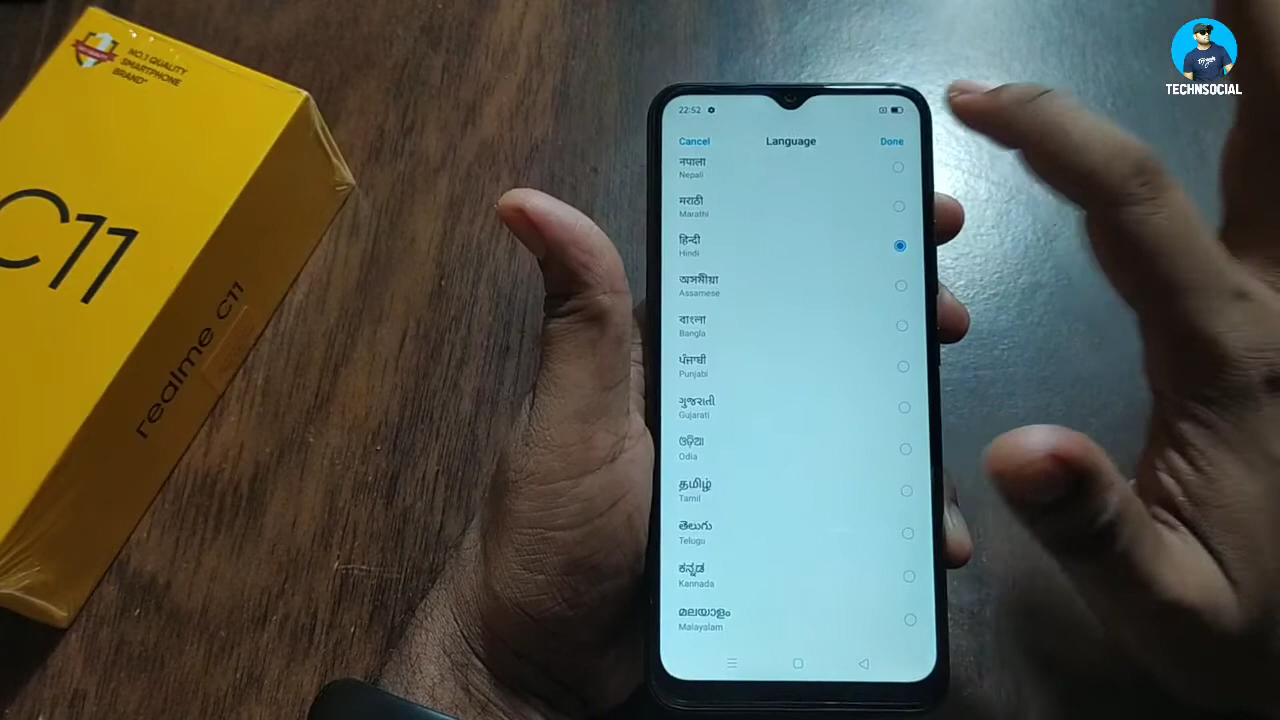 NO.1 QUALITY
SMARTPHONE
BRAND*
C11
realme C11
TECHNSOCIAL
22:52
Cancel
Language
Done
नेपाली
Nepali
मराठी
Marathi
हिन्दी
Hindi
অসমীয়া
Assamese
বাংলা
Bangla
ਪੰਜਾਬੀ
Punjabi
ગુજરાતી
Gujarati
ଓଡ଼ିଆ
Odia
தமிழ்
Tamil
తెలుగు
Telugu
ಕನ್ನಡ
Kannada
മലയാളം
Malayalam